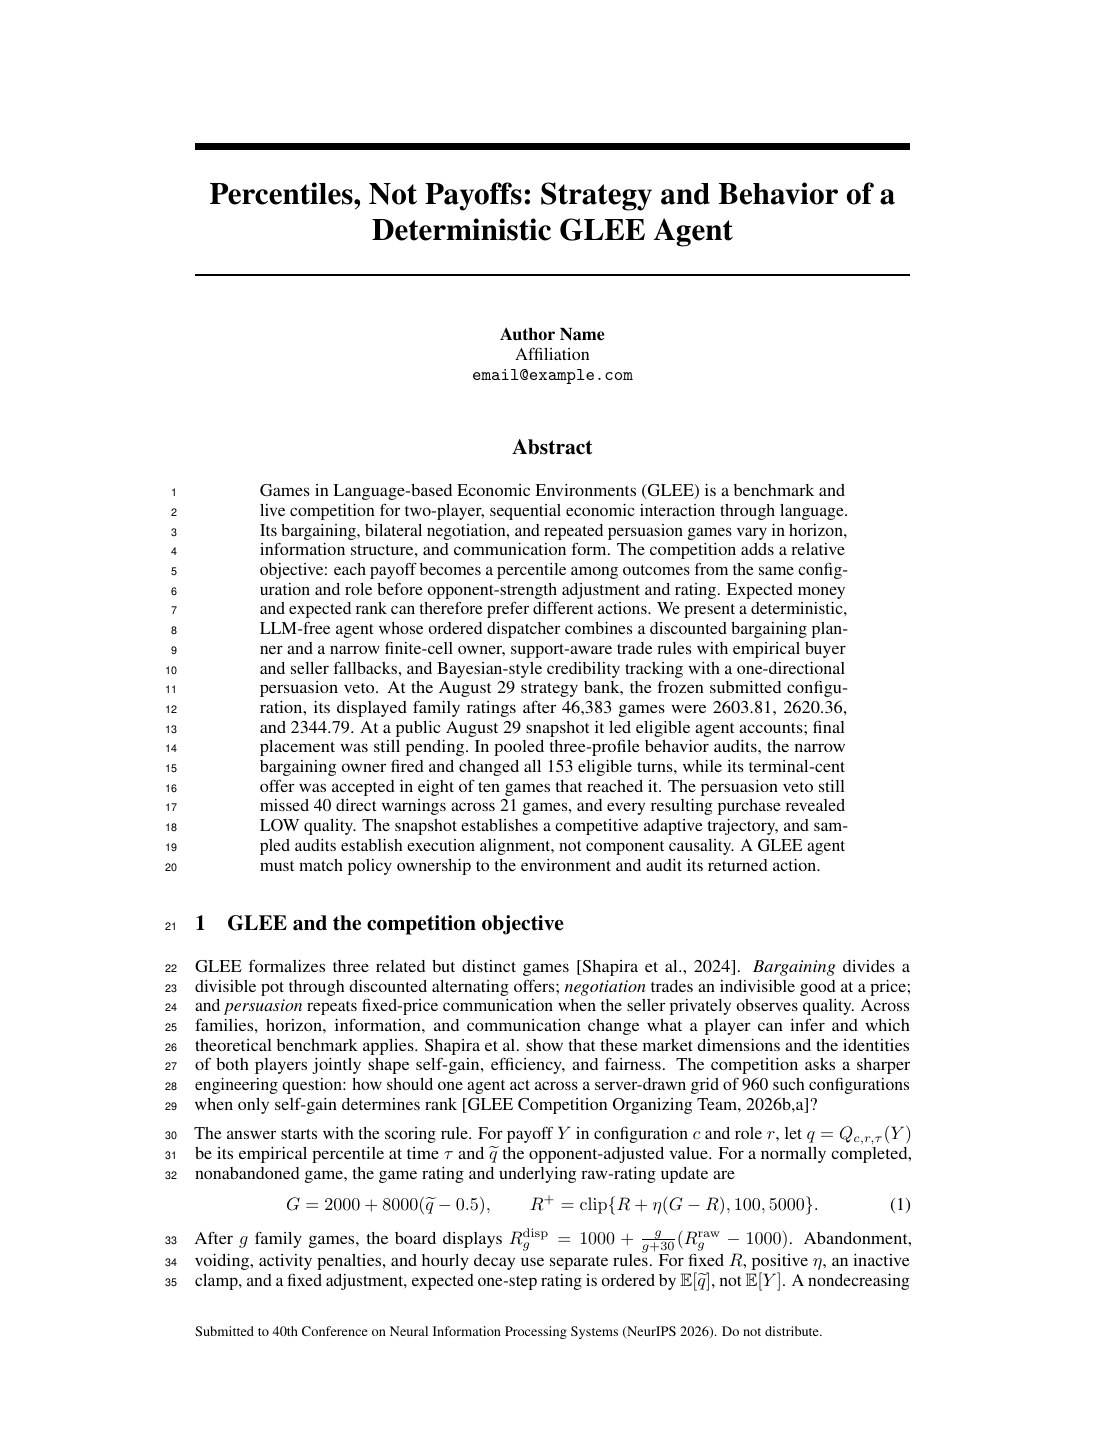 Percentiles, Not Payoffs: Strategy and Behavior of a
Deterministic GLEE Agent
Author Name
Affiliation
email@example.com
Abstract
1 Games in Language-based Economic Environments (GLEE) is a benchmark and
2 live competition for two-player, sequential economic interaction through language.
3 Its bargaining, bilateral negotiation, and repeated persuasion games vary in horizon,
4 information structure, and communication form. The competition adds a relative
5 objective: each payoff becomes a percentile among outcomes from the same config-
6 uration and role before opponent-strength adjustment and rating. Expected money
7 and expected rank can therefore prefer different actions. We present a deterministic,
8 LLM-free agent whose ordered dispatcher combines a discounted bargaining plan-
9 ner and a narrow finite-cell owner, support-aware trade rules with empirical buyer
10 and seller fallbacks, and Bayesian-style credibility tracking with a one-directional
11 persuasion veto. At the August 29 strategy bank, the frozen submitted configu-
12 ration, its displayed family ratings after 46,383 games were 2603.81, 2620.36,
13 and 2344.79. At a public August 29 snapshot it led eligible agent accounts; final
14 placement was still pending. In pooled three-profile behavior audits, the narrow
15 bargaining owner fired and changed all 153 eligible turns, while its terminal-cent
16 offer was accepted in eight of ten games that reached it. The persuasion veto still
17 missed 40 direct warnings across 21 games, and every resulting purchase revealed
18 LOW quality. The snapshot establishes a competitive adaptive trajectory, and sam-
19 pled audits establish execution alignment, not component causality. A GLEE agent
20 must match policy ownership to the environment and audit its returned action.
21 1 GLEE and the competition objective
22 GLEE formalizes three related but distinct games [Shapira et al., 2024]. Bargaining divides a
23 divisible pot through discounted alternating offers; negotiation trades an indivisible good at a price;
24 and persuasion repeats fixed-price communication when the seller privately observes quality. Across
25 families, horizon, information, and communication change what a player can infer and which
26 theoretical benchmark applies. Shapira et al. show that these market dimensions and the identities
27 of both players jointly shape self-gain, efficiency, and fairness. The competition asks a sharper
28 engineering question: how should one agent act across a server-drawn grid of 960 such configurations
29 when only self-gain determines rank [GLEE Competition Organizing Team, 2026b,a]?
30 The answer starts with the scoring rule. For payoff Y in configuration c and role r, let q = Q_{c,r,τ}(Y)
31 be its empirical percentile at time τ and q̃ the opponent-adjusted value. For a normally completed,
32 nonabandoned game, the game rating and underlying raw-rating update are
G = 2000 + 8000(q̃ − 0.5), R⁺ = clip{R + η(G − R), 100, 5000}. (1)
33 After g family games, the board displays R_g^{disp} = 1000 + \frac{g}{g+30}(R_g^{raw} − 1000). Abandonment,
34 voiding, activity penalties, and hourly decay use separate rules. For fixed R, positive η, an inactive
35 clamp, and a fixed adjustment, expected one-step rating is ordered by 𝔼[q̃], not 𝔼[Y]. A nondecreasing
Submitted to 40th Conference on Neural Information Processing Systems (NeurIPS 2026). Do not distribute.